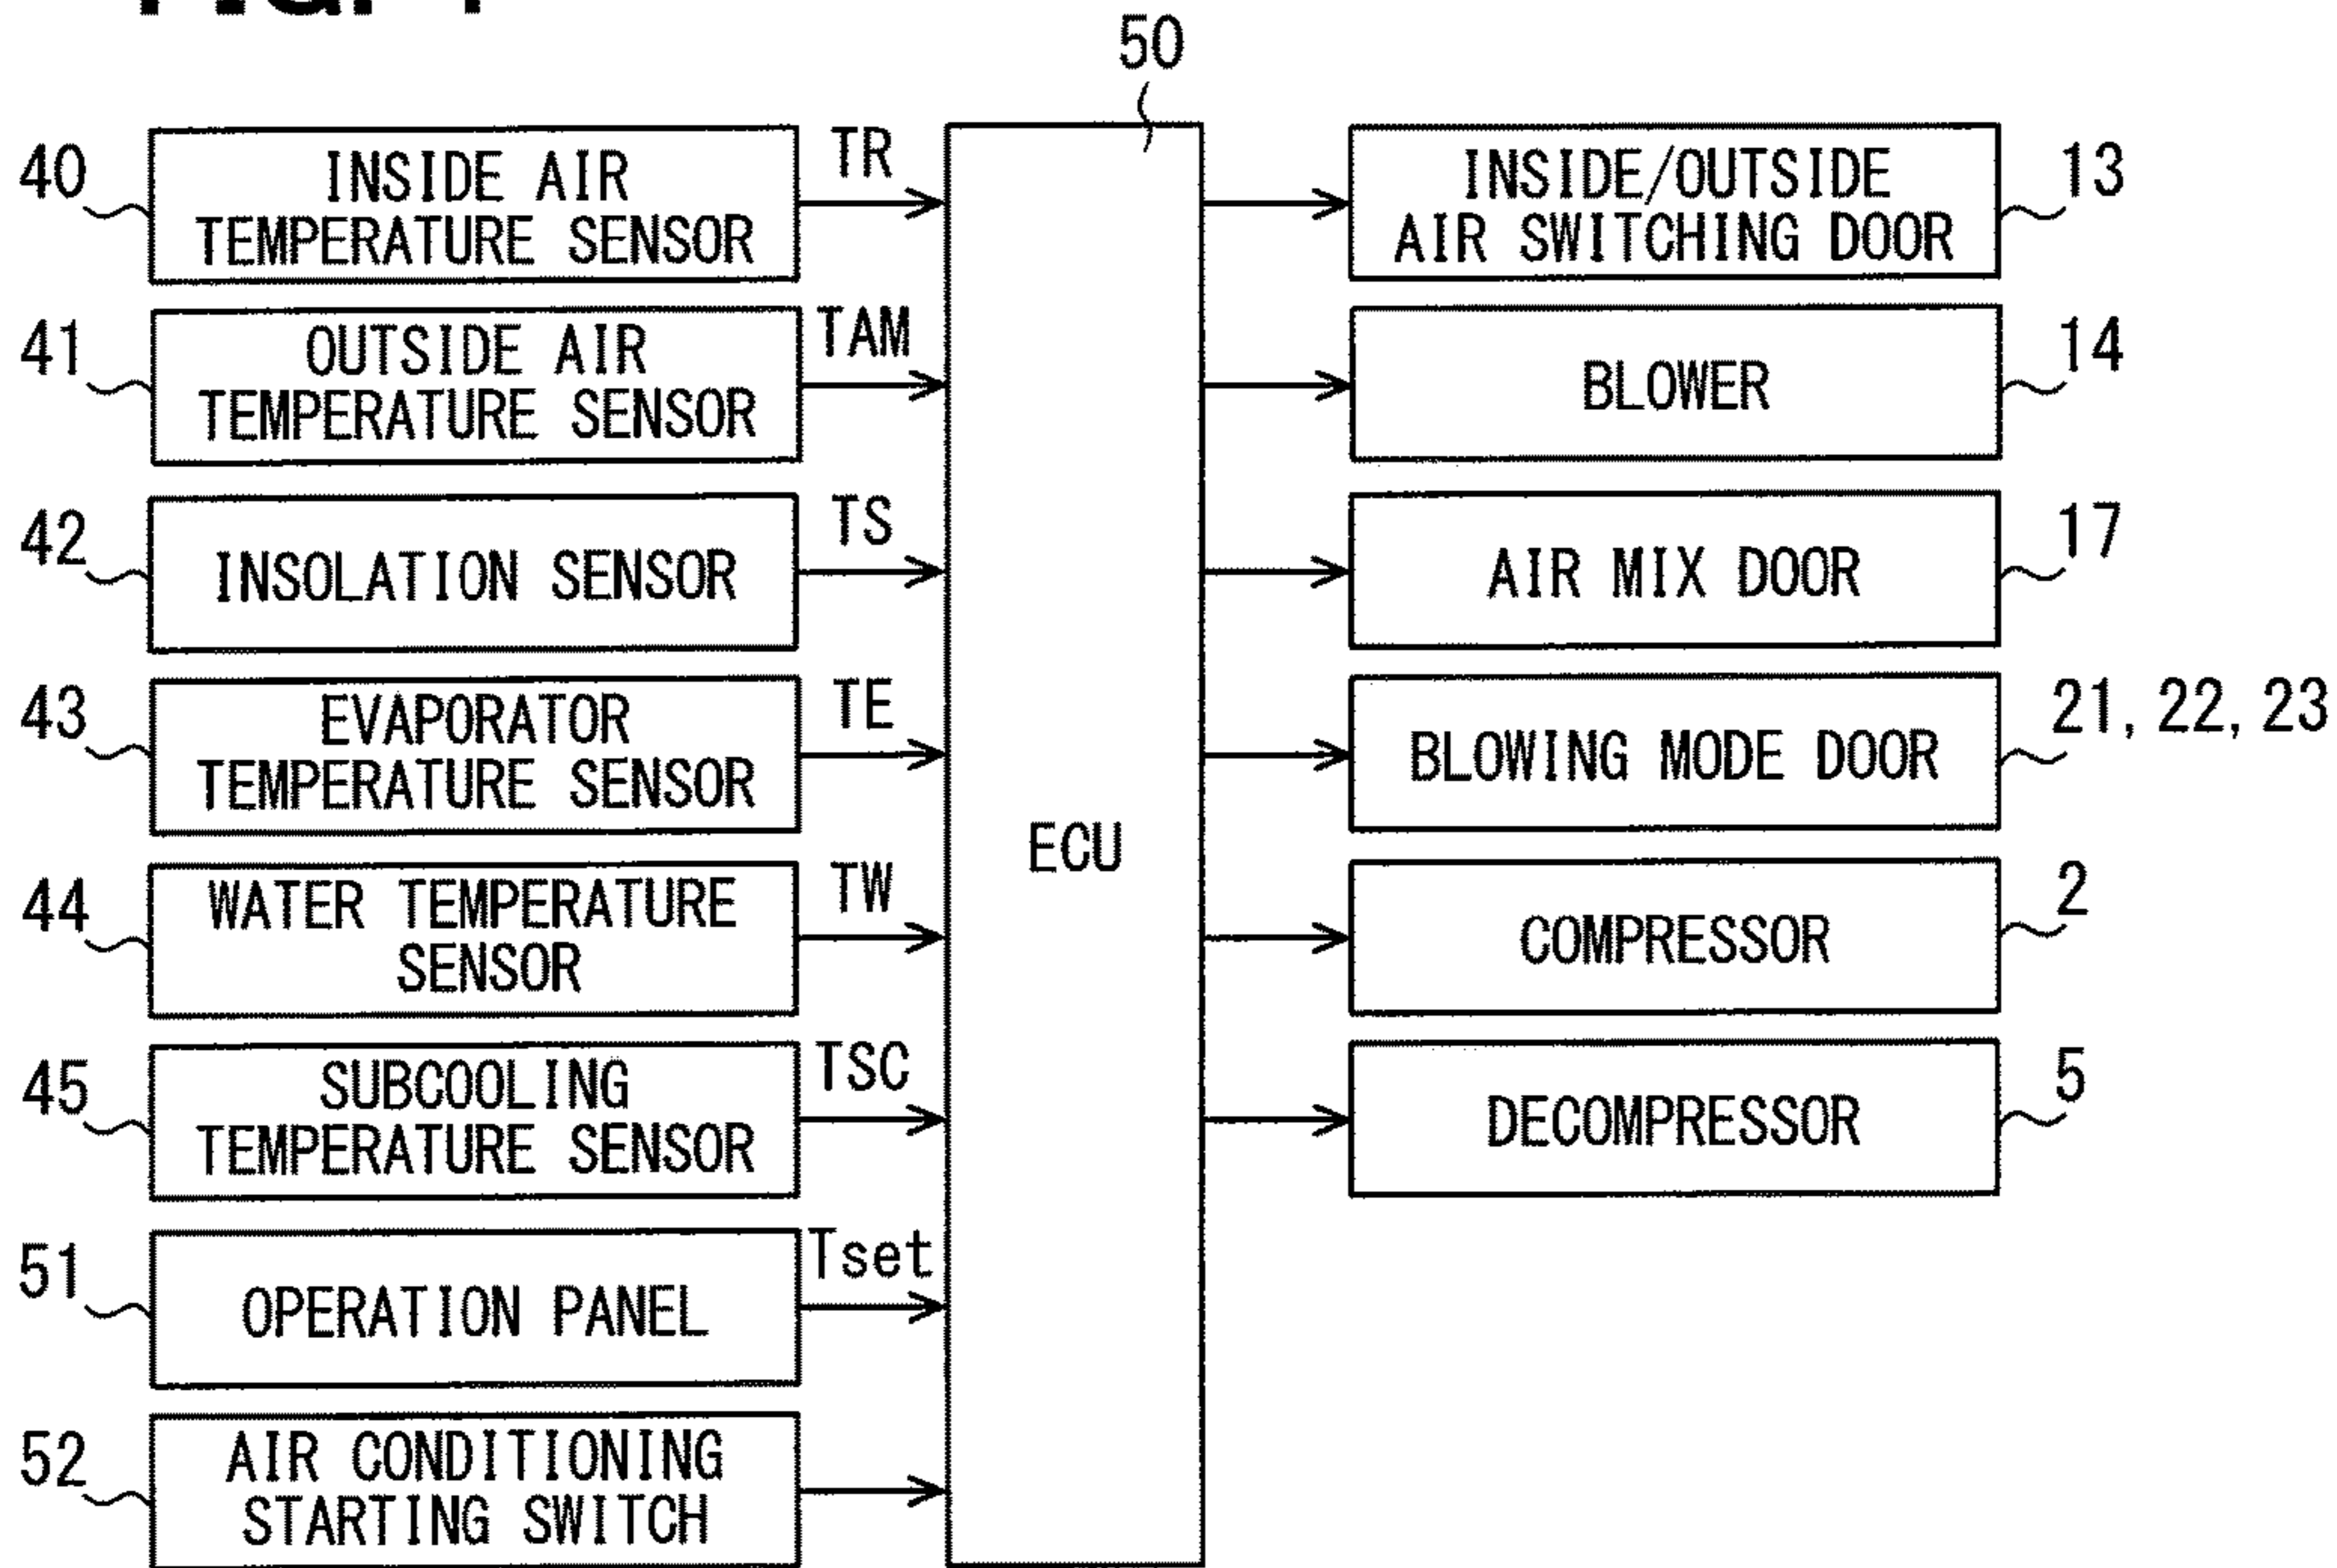 50
40
INSIDE AIR
TEMPERATURE SENSOR
TR
INSIDE/OUTSIDE
AIR SWITCHING DOOR
13
41
OUTSIDE AIR
TEMPERATURE SENSOR
TAM
BLOWER
14
42
INSOLATION SENSOR
TS
AIR MIX DOOR
17
43
EVAPORATOR
TEMPERATURE SENSOR
TE
BLOWING MODE DOOR
21, 22, 23
ECU
44
WATER TEMPERATURE
SENSOR
TW
COMPRESSOR
2
45
SUBCOOLING
TEMPERATURE SENSOR
TSC
DECOMPRESSOR
5
51
OPERATION PANEL
Tset
52
AIR CONDITIONING
STARTING SWITCH